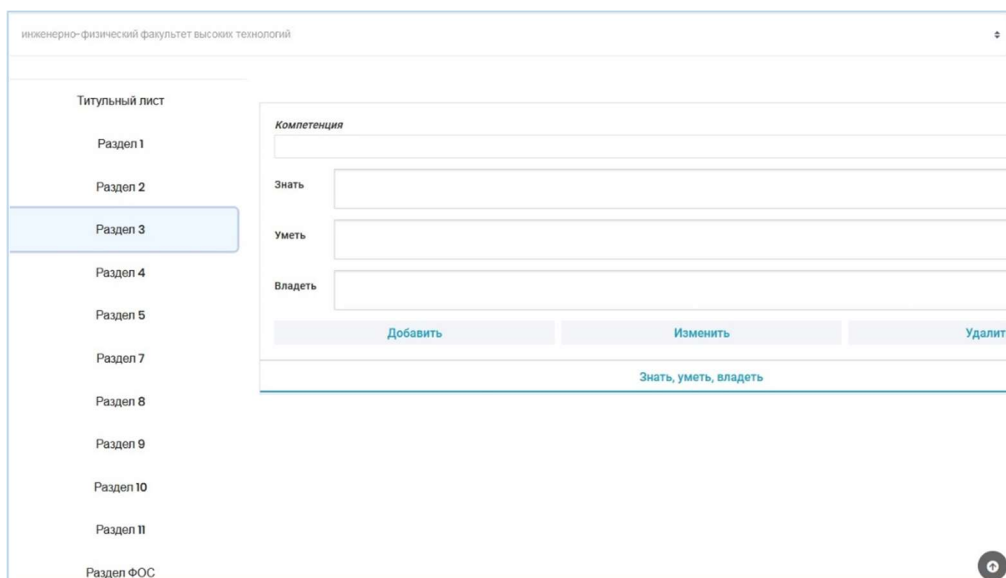 инженерно-физический факультет высоких технологий
Титульный лист
Раздел 1
Раздел 2
Раздел 3
Раздел 4
Раздел 5
Раздел 7
Раздел 8
Раздел 9
Раздел 10
Раздел 11
Раздел ФОС
Компетенция
Знать
Уметь
Владеть
Добавить Изменить Удалит
Знать, уметь, владеть